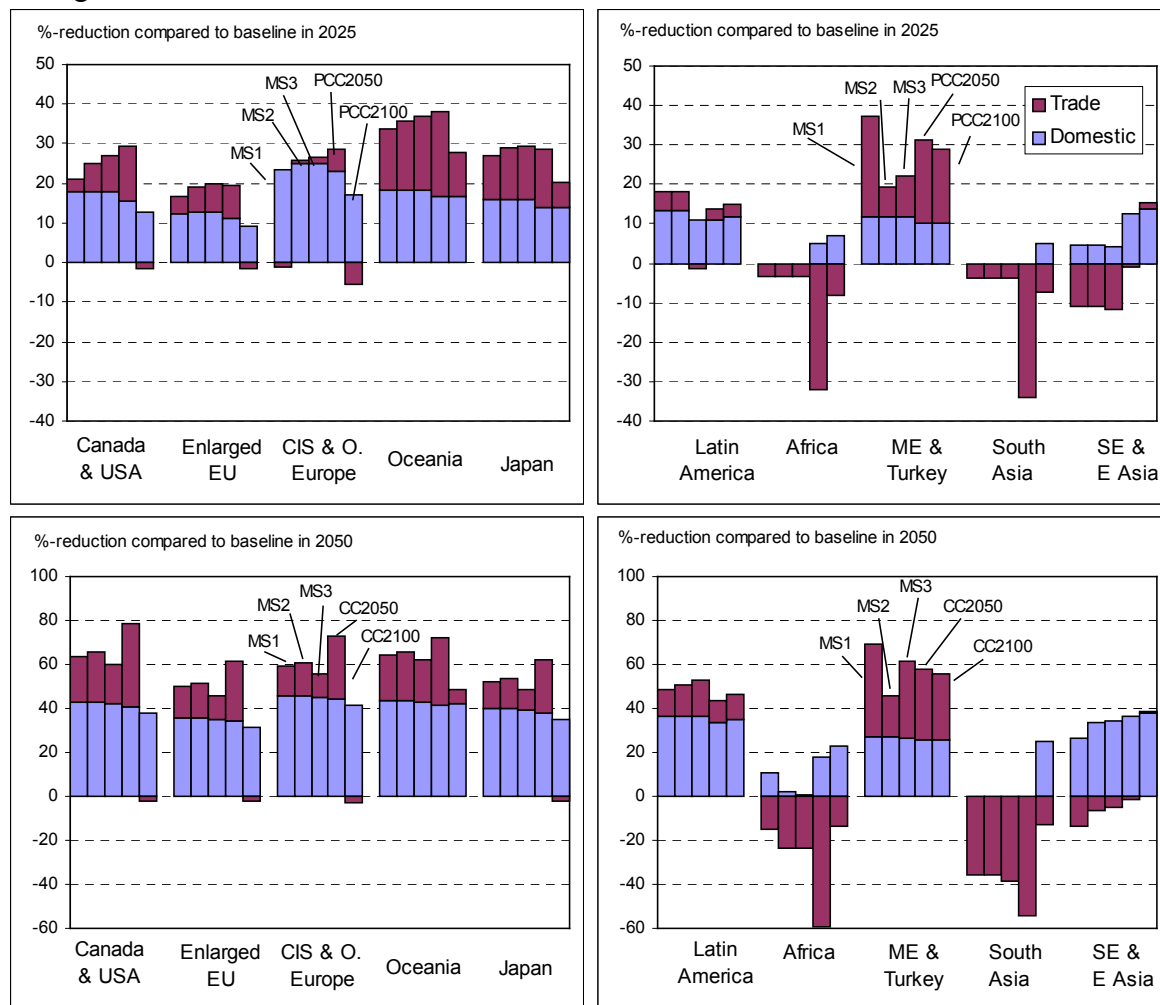 %-reduction compared to baseline in 2025
50
40
30
20
10
0
-10
-20
-30
-40
MS1
MS2
MS3
PCC2050
PCC2100
Canada
& USA
Enlarged
EU
CIS & O.
Europe
Oceania
Japan
%-reduction compared to baseline in 2025
50
40
30
20
10
0
-10
-20
-30
-40
MS1
MS2
MS3
PCC2050
PCC2100
Trade
Domestic
Latin
America
Africa
ME &
Turkey
South
Asia
SE &
E Asia
%-reduction compared to baseline in 2050
100
80
60
40
20
0
-20
-40
-60
MS1
MS2
MS3
CC2050
CC2100
Canada
& USA
Enlarged
EU
CIS & O.
Europe
Oceania
Japan
%-reduction compared to baseline in 2050
100
80
60
40
20
0
-20
-40
-60
MS1
MS2
MS3
CC2050
CC2100
Latin
America
Africa
ME &
Turkey
South
Asia
SE &
E Asia